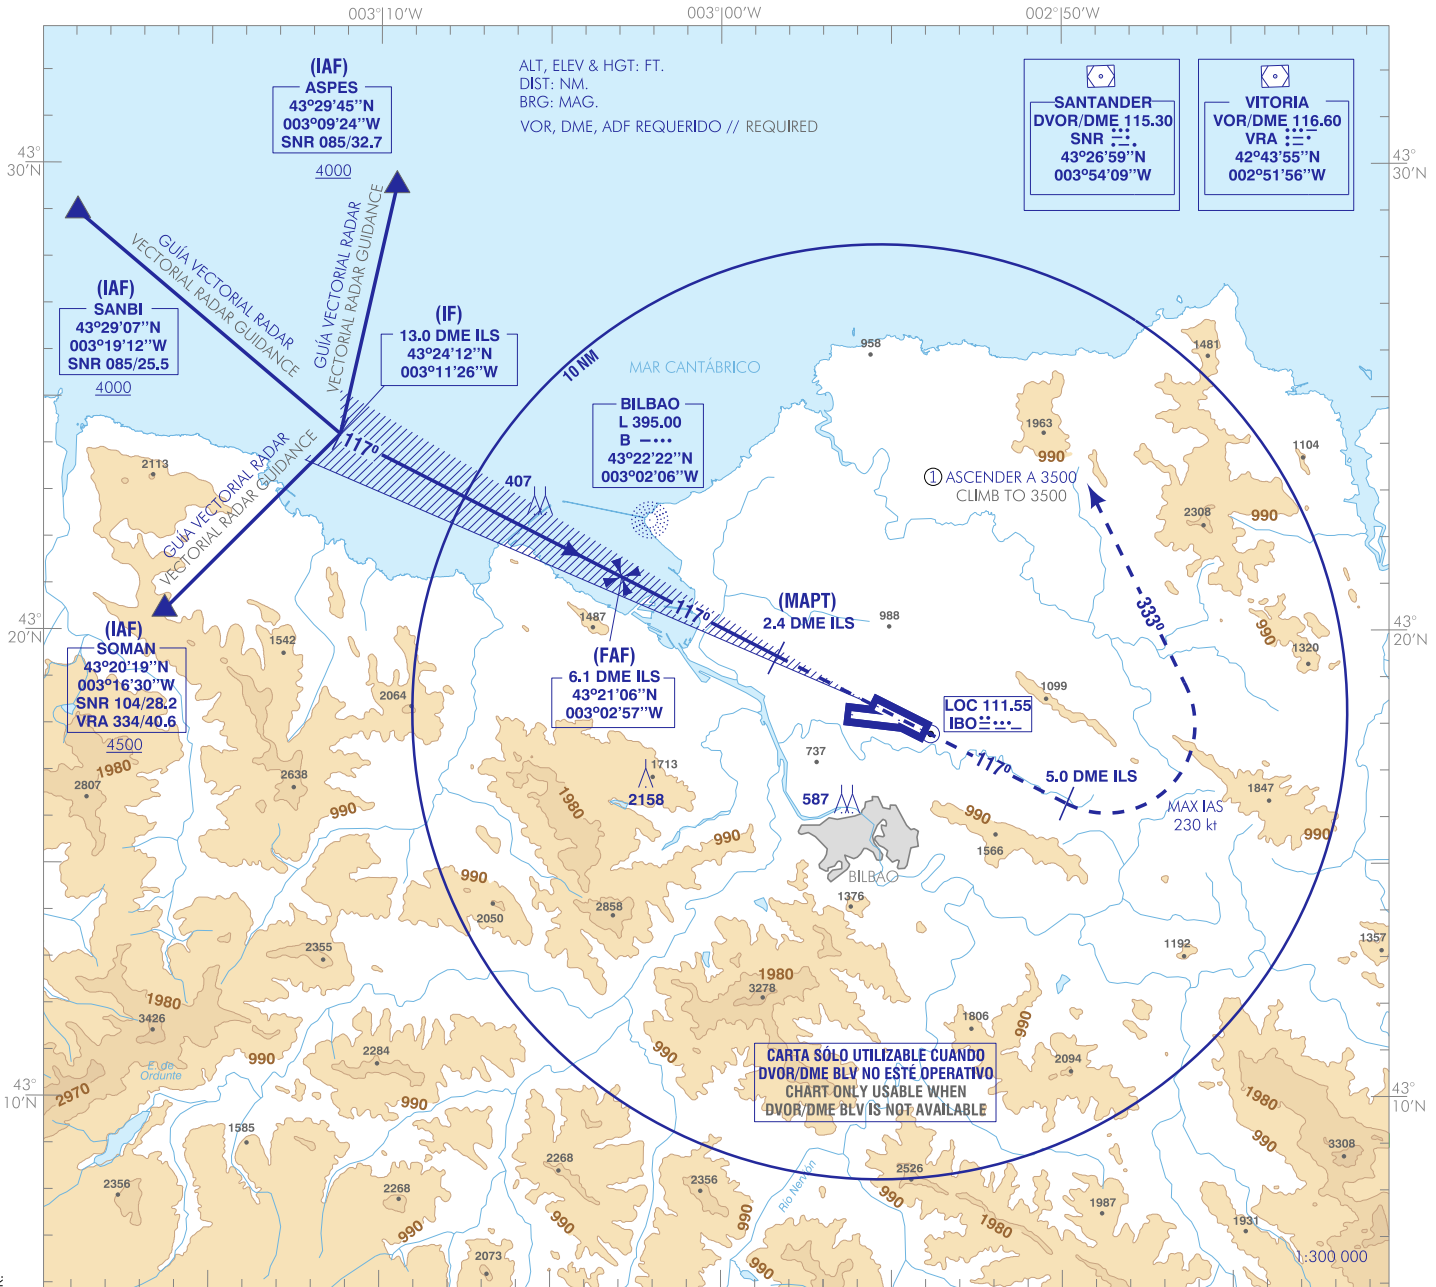 003°10'W
003°00'W
002°50'W
43°
30'N
43°
30'N
43°
20'N
43°
20'N
43°
10'N
43°
10'N
ALT, ELEV & HGT: FT.
DIST: NM.
BRG: MAG.
VOR, DME, ADF REQUERIDO // REQUIRED
(IAF)
ASPES
43°29'45''N
003°09'24''W
SNR 085/32.7
4000
SANTANDER
DVOR/DME 115.30
SNR
43°26'59''N
003°54'09''W
VITORIA
VOR/DME 116.60
VRA
42°43'55''N
002°51'56''W
GUÍA VECTORIAL RADAR
VECTORIAL RADAR GUIDANCE
GUÍA VECTORIAL RADAR
VECTORIAL RADAR GUIDANCE
(IAF)
SANBI
43°29'07''N
003°19'12''W
SNR 085/25.5
4000
(IF)
13.0 DME ILS
43°24'12''N
003°11'26''W
10 NM
MAR CANTÁBRICO
958
1481
BILBAO
L 395.00
B
43°22'22''N
003°02'06''W
1963
990
1104
117°
407
① ASCENDER A 3500
CLIMB TO 3500
2113
GUÍA VECTORIAL RADAR
VECTORIAL RADAR GUIDANCE
2308
990
(IAF)
SOMAN
43°20'19''N
003°16'30''W
SNR 104/28.2
VRA 334/40.6
4500
1542
2064
1487
117°
(FAF)
6.1 DME ILS
43°21'06''N
003°02'57''W
(MAPT)
2.4 DME ILS
988
333°
990
1320
1099
LOC 111.55
IBO
117°
5.0 DME ILS
MAX IAS
230 kt
1980
2807
2638
990
1713
2158
1980
737
587
990
1566
1847
990
BILBAO
990
990
2050
2858
1376
2355
1980
3426
1980
3278
1192
1357
1806
990
990
2284
990
2094
E. de
Ordunte
2970
990
CARTA SÓLO UTILIZABLE CUANDO
DVOR/DME BLV NO ESTÉ OPERATIVO
CHART ONLY USABLE WHEN
DVOR/DME BLV IS NOT AVAILABLE
1980
990
3308
1585
2356
2268
990
2268
990
2356
990
Río Nervión
2526
990
1980
1987
1931
2073
990
1:300 000